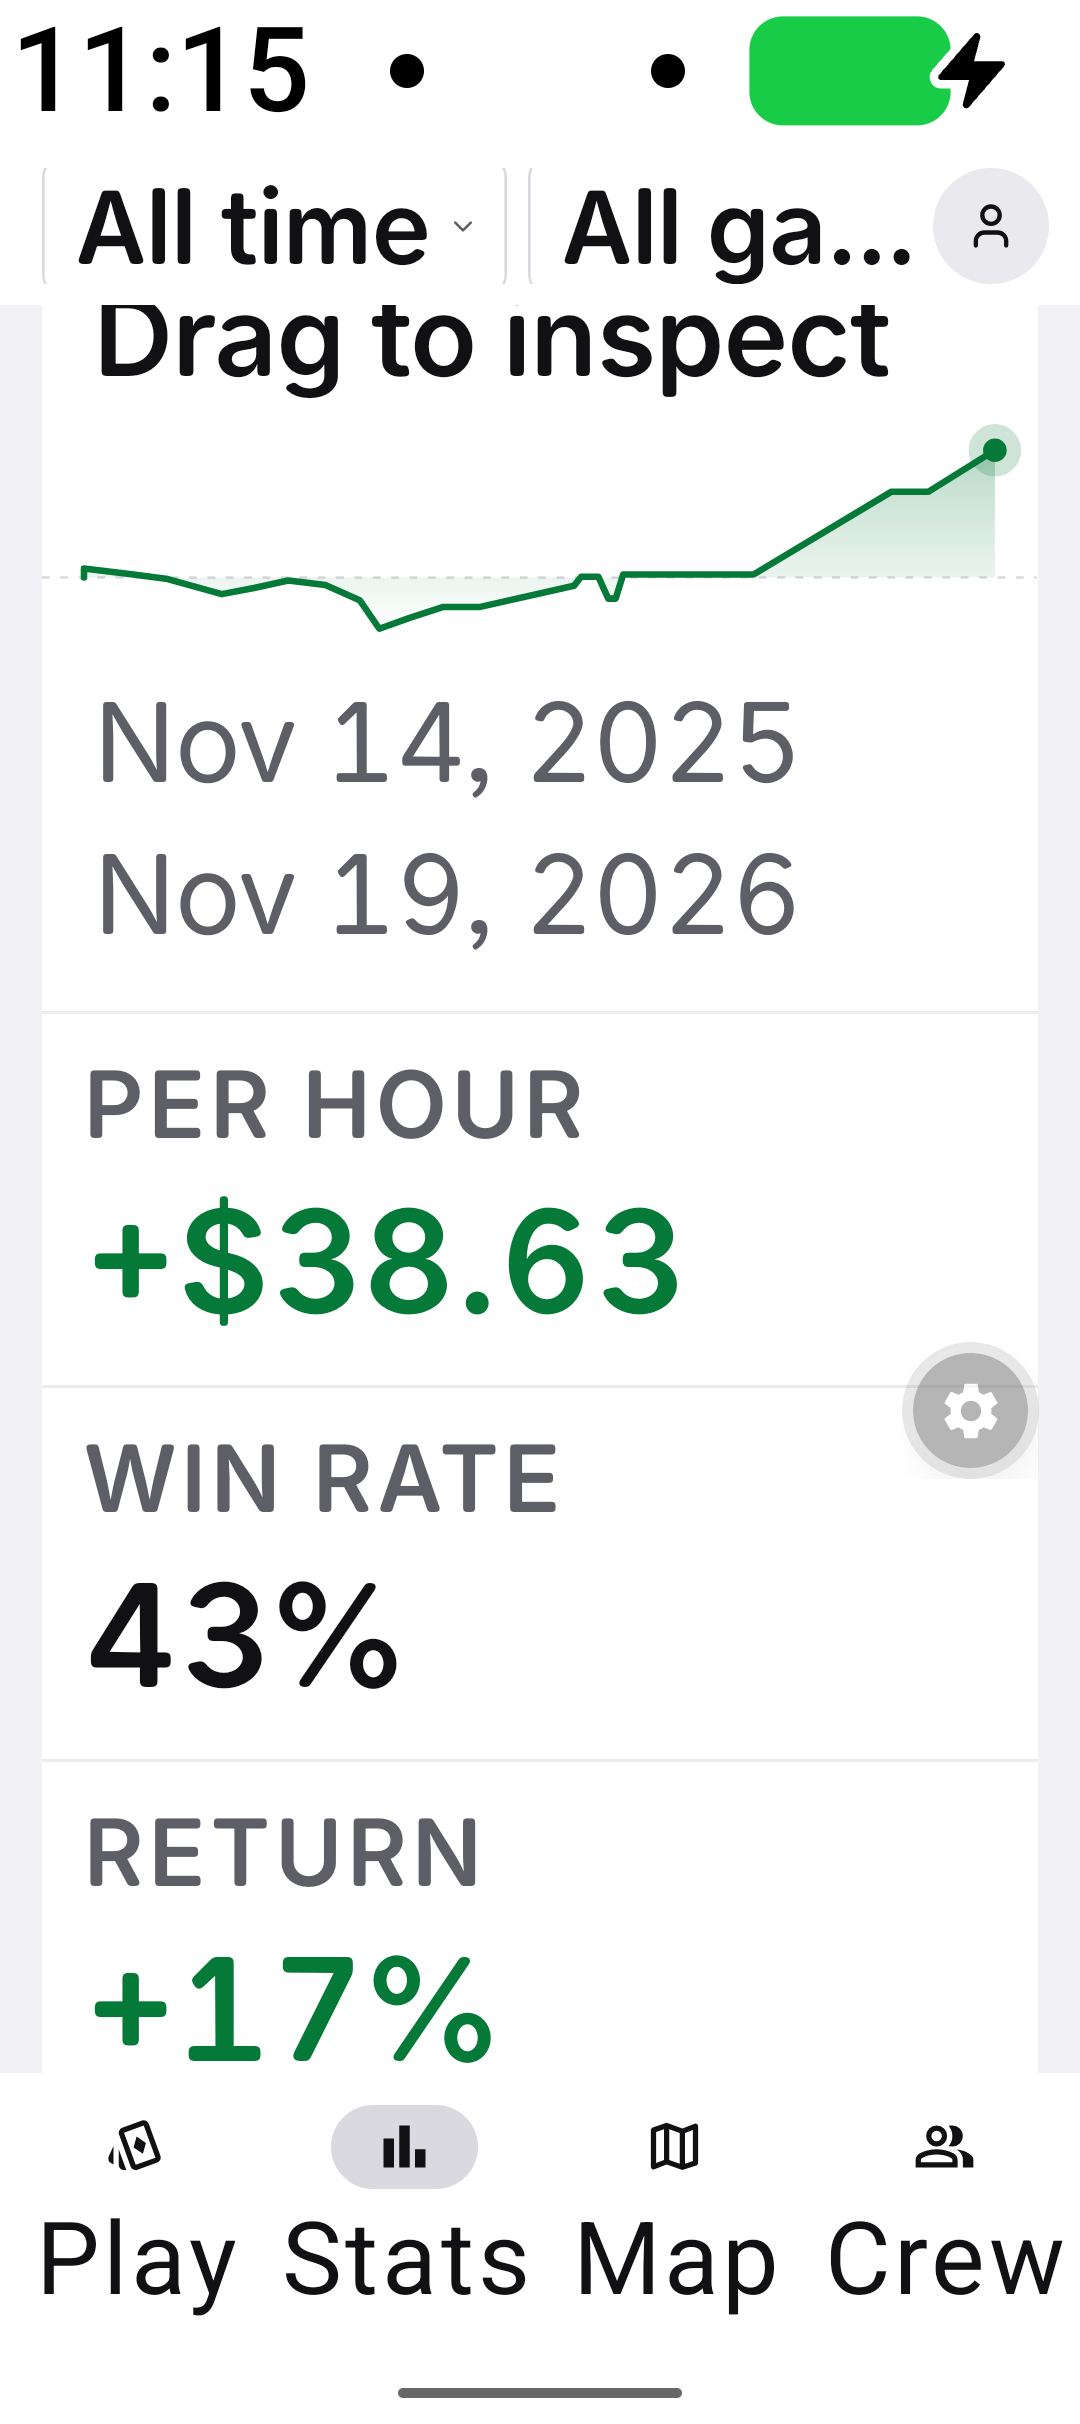 11:15
All time
All ga...
Drag to inspect
Nov 14, 2025
Nov 19, 2026
PER HOUR
+$38.63
WIN RATE
43%
RETURN
+17%
Play Stats Map Crew